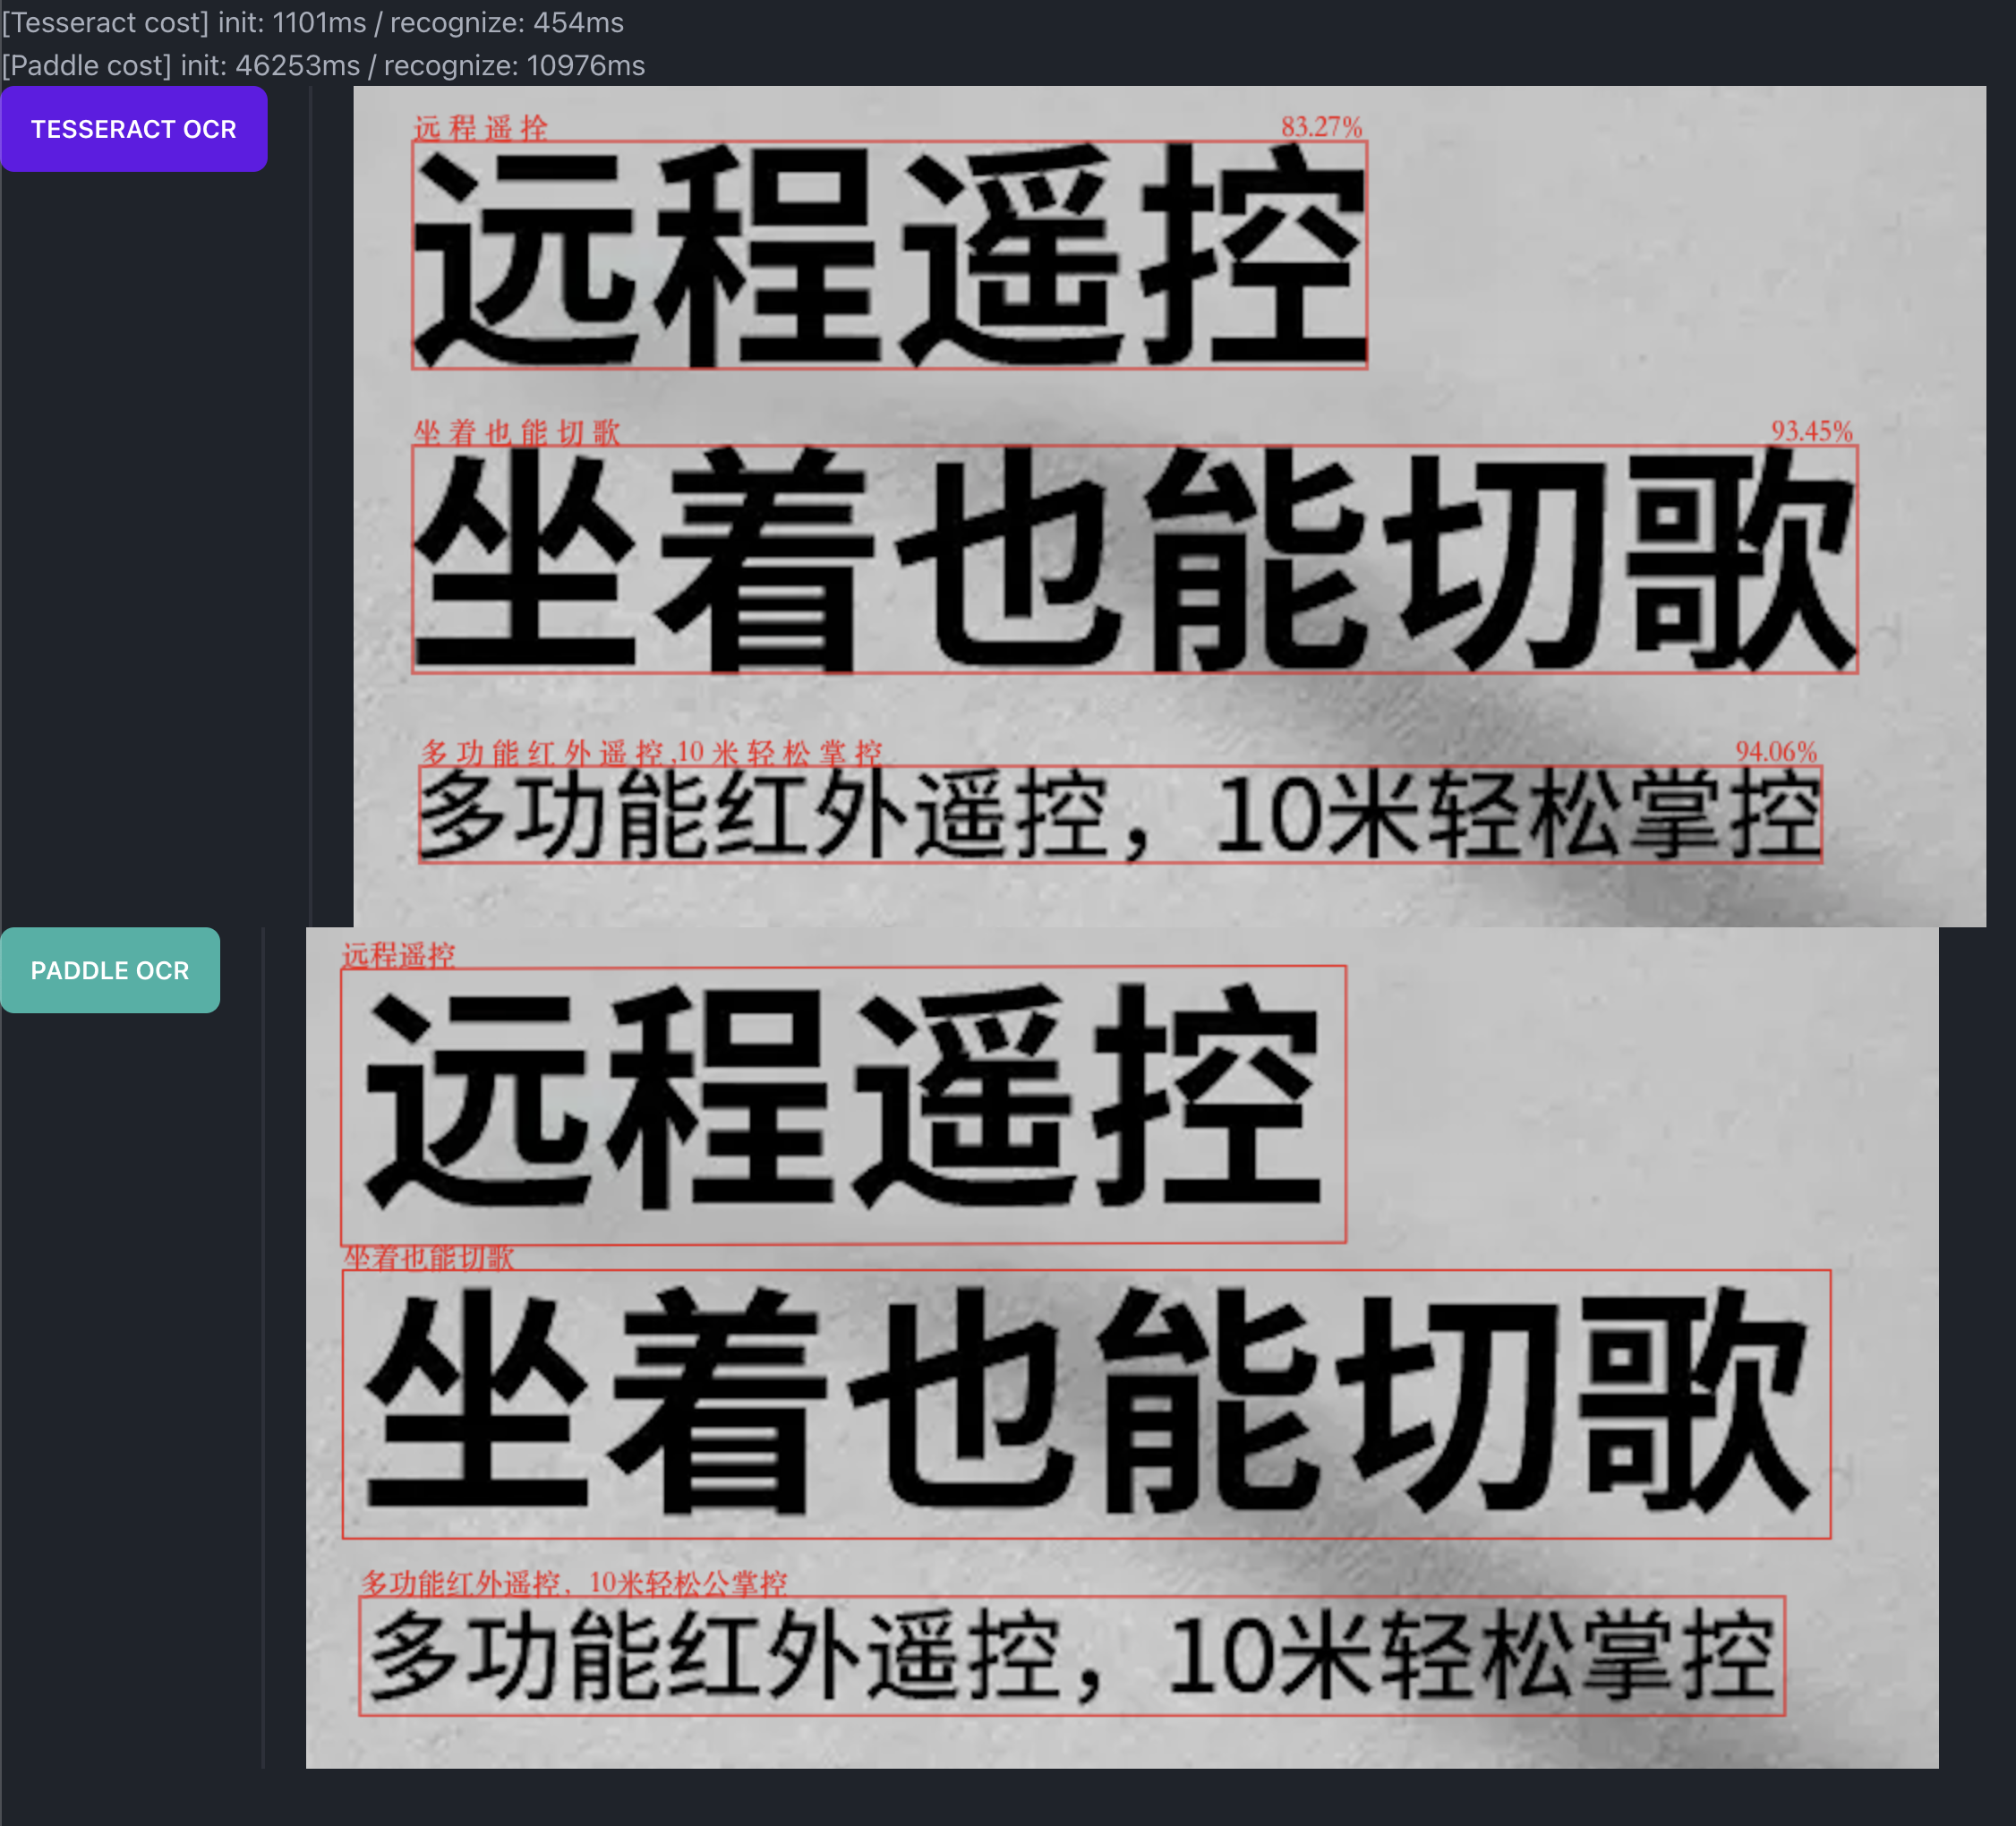 [Tesseract cost] init: 1101ms / recognize: 454ms
[Paddle cost] init: 46253ms / recognize: 10976ms
TESSERACT OCR
远 程 遥 拴 83.27%
远程遥控
坐 着 也 能 切 歌 93.45%
坐着也能切歌
多 功 能 红 外 遥 控 ,10 米 轻 松 掌 控 94.06%
多功能红外遥控，10米轻松掌控
PADDLE OCR
远程遥控
远程遥控
坐着也能切歌
坐着也能切歌
多功能红外遥控，10米轻松公掌控
多功能红外遥控，10米轻松掌控